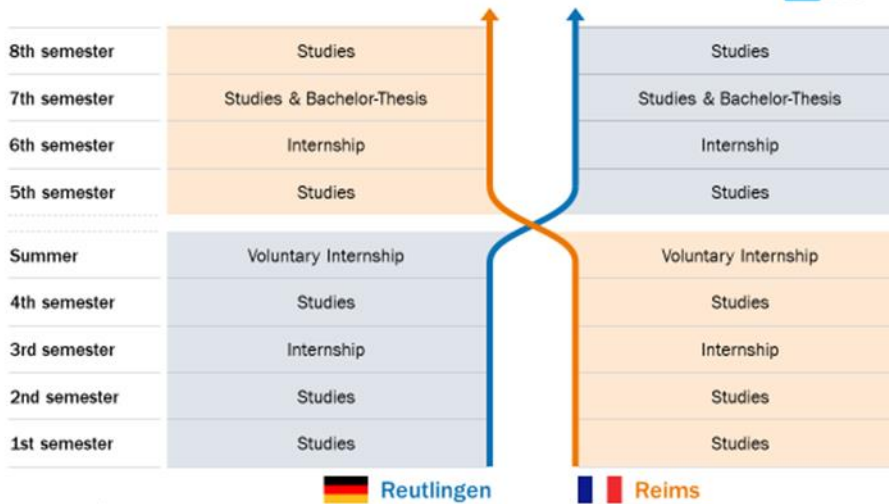 8th semester Studies Studies
7th semester Studies & Bachelor-Thesis Studies & Bachelor-Thesis
6th semester Internship Internship
5th semester Studies Studies
Summer Voluntary Internship Voluntary Internship
4th semester Studies Studies
3rd semester Internship Internship
2nd semester Studies Studies
1st semester Studies Studies
Reutlingen Reims